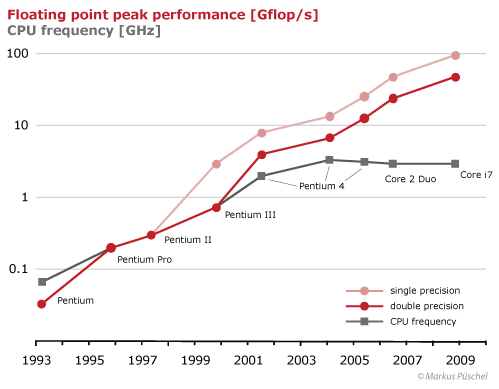 Floating point peak performance [Gflop/s]
CPU frequency [GHz]
100
10
1
0.1
Pentium
Pentium Pro
Pentium II
Pentium III
Pentium 4
Core 2 Duo
Core i7
single precision
double precision
CPU frequency
1993 1995 1997 1999 2001 2003 2005 2007 2009
©Markus Püschel